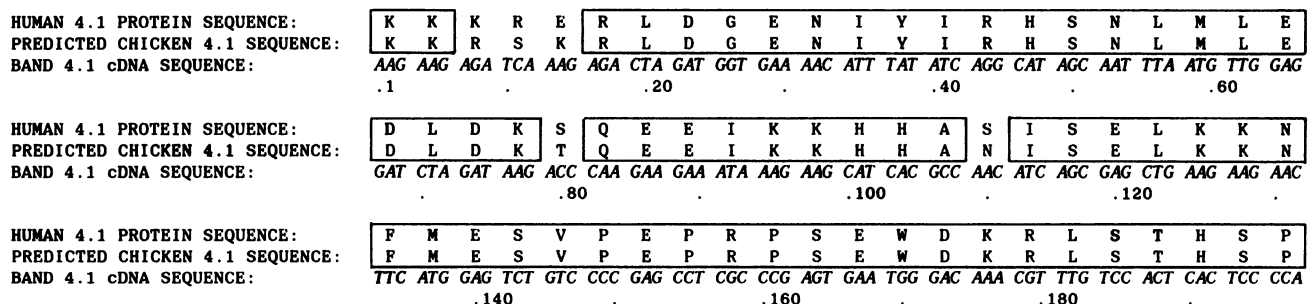 HUMAN 4.1 PROTEIN SEQUENCE: K K K R E R L D G E N I Y I R H S N L M L E
PREDICTED CHICKEN 4.1 SEQUENCE: K K R S K R L D G E N I Y I R H S N L M L E
BAND 4.1 cDNA SEQUENCE: AAG AAG AGA TCA AAG AGA CTA GAT GGT GAA AAC ATT TAT ATC AGG CAT AGC AAT TTA ATG TTG GAG
.1 . .20 . .40 . .60
HUMAN 4.1 PROTEIN SEQUENCE: D L D K S Q E E I K K H H A S I S E L K K N
PREDICTED CHICKEN 4.1 SEQUENCE: D L D K T Q E E I K K H H A N I S E L K K N
BAND 4.1 cDNA SEQUENCE: GAT CTA GAT AAG ACC CAA GAA GAA ATA AAG AAG CAT CAC GCC AAC ATC AGC GAG CTG AAG AAG AAC
. .80 . .100 . .120 .
HUMAN 4.1 PROTEIN SEQUENCE: F M E S V P E P R P S E W D K R L S T H S P
PREDICTED CHICKEN 4.1 SEQUENCE: F M E S V P E P R P S E W D K R L S T H S P
BAND 4.1 cDNA SEQUENCE: TTC ATG GAG TCT GTC CCC GAG CCT CGC CCG AGT GAA TGG GAC AAA CGT TTG TCC ACT CAC TCC CCA
.140 . .160 . .180 .